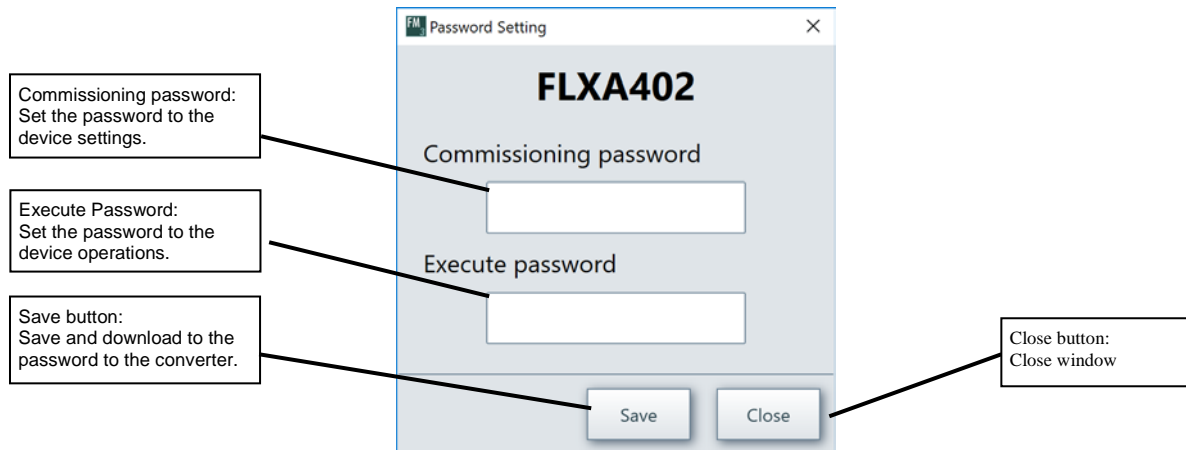 FM 3 Password Setting
FLXA402
Commissioning password:
Set the password to the
device settings.
Commissioning password
Execute Password:
Set the password to the
device operations.
Execute password
Save button:
Save and download to the
password to the converter.
Close button:
Close window
Save
Close